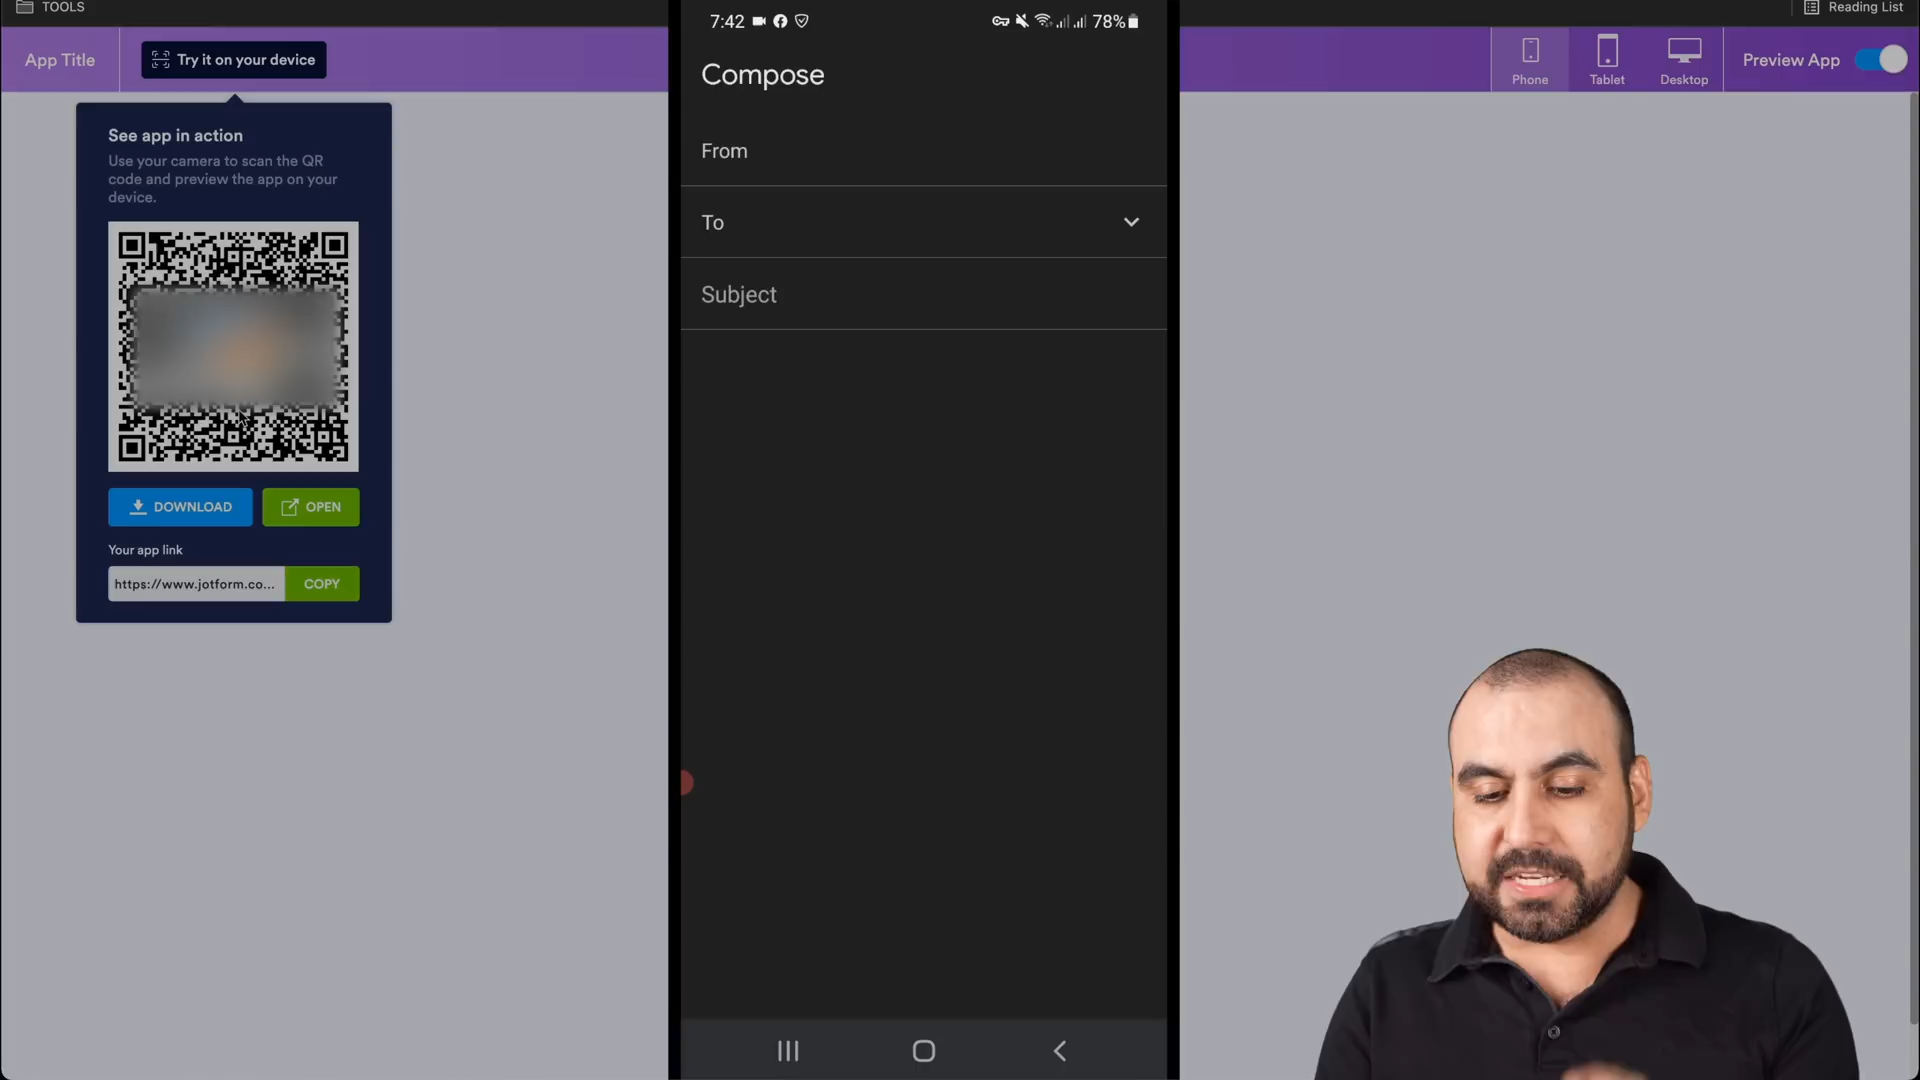 TOOLS
Reading List
App Title
Try it on your device
Phone
Tablet
Desktop
Preview App
See app in action
Use your camera to scan the QR
code and preview the app on your
device.
DOWNLOAD
OPEN
Your app link
https://www.jotform.co...
COPY
7:42
78%
Compose
From
To
Subject